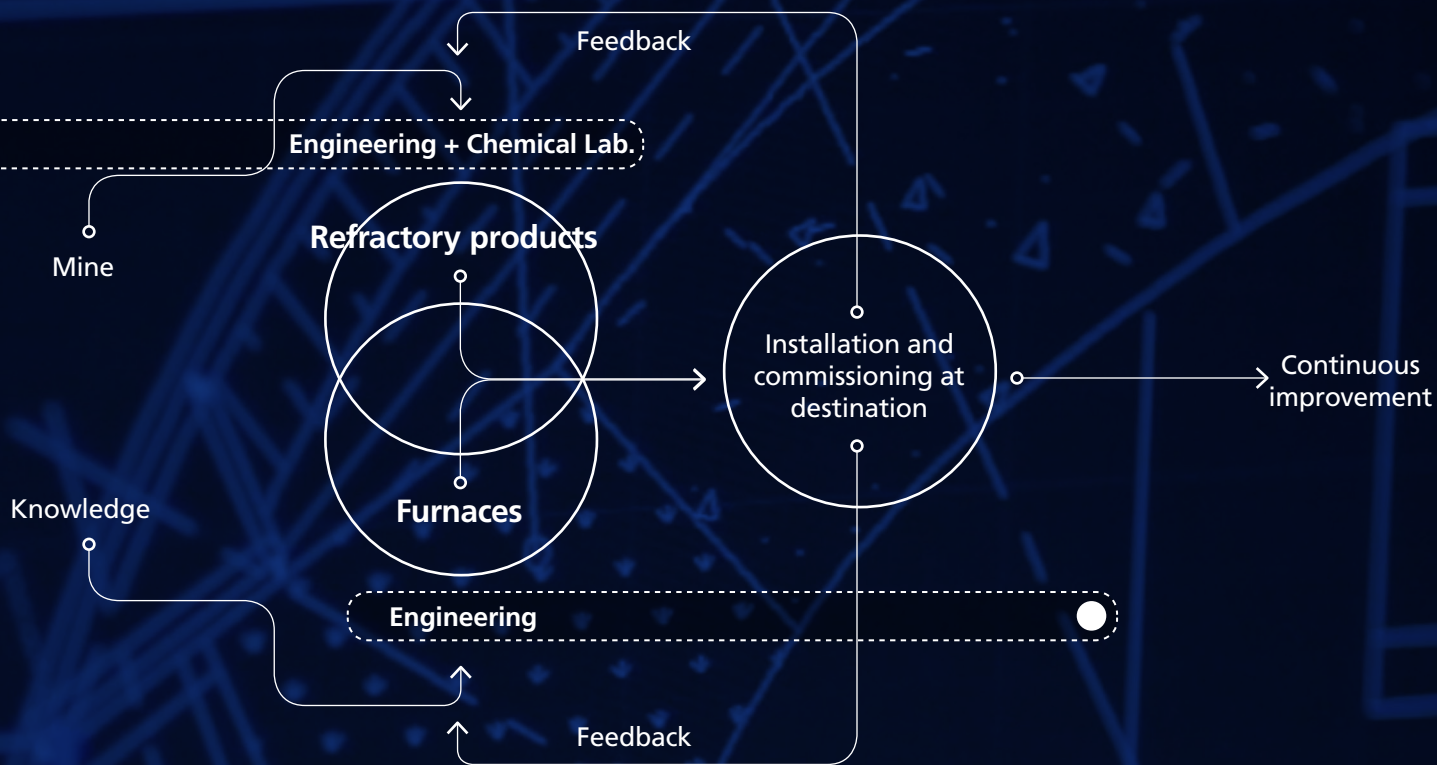 Feedback
Engineering + Chemical Lab.
Refractory products
Mine
Installation and
commissioning at
destination
Continuous
improvement
Knowledge
Furnaces
Engineering
Feedback